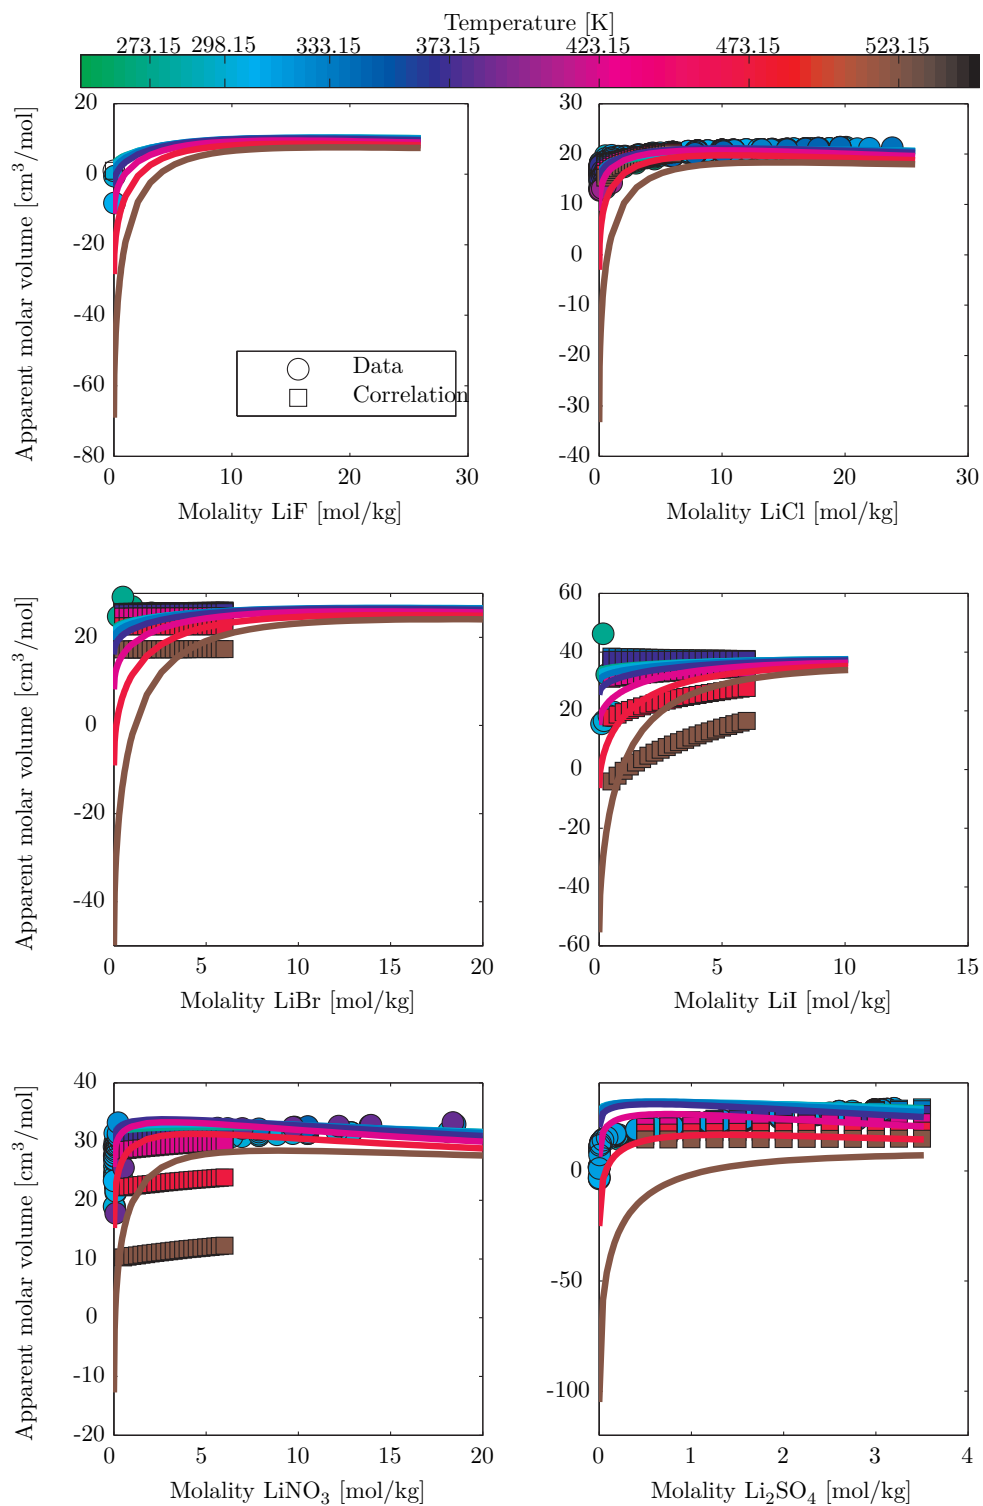 Temperature [K]
273.15 298.15 333.15 373.15 423.15 473.15 523.15
Apparent molar volume [cm³/mol]
20
0
-20
-40
-60
-80
0 10 20 30
Data
Correlation
Molality LiF [mol/kg]
30
20
10
0
-10
-20
-30
-40
0 10 20 30
Molality LiCl [mol/kg]
Apparent molar volume [cm³/mol]
20
0
-20
-40
0 5 10 15 20
Molality LiBr [mol/kg]
60
40
20
0
-20
-40
-60
0 5 10 15
Molality LiI [mol/kg]
Apparent molar volume [cm³/mol]
40
30
20
10
0
-10
-20
0 5 10 15 20
Molality LiNO₃ [mol/kg]
0
-50
-100
0 1 2 3 4
Molality Li₂SO₄ [mol/kg]